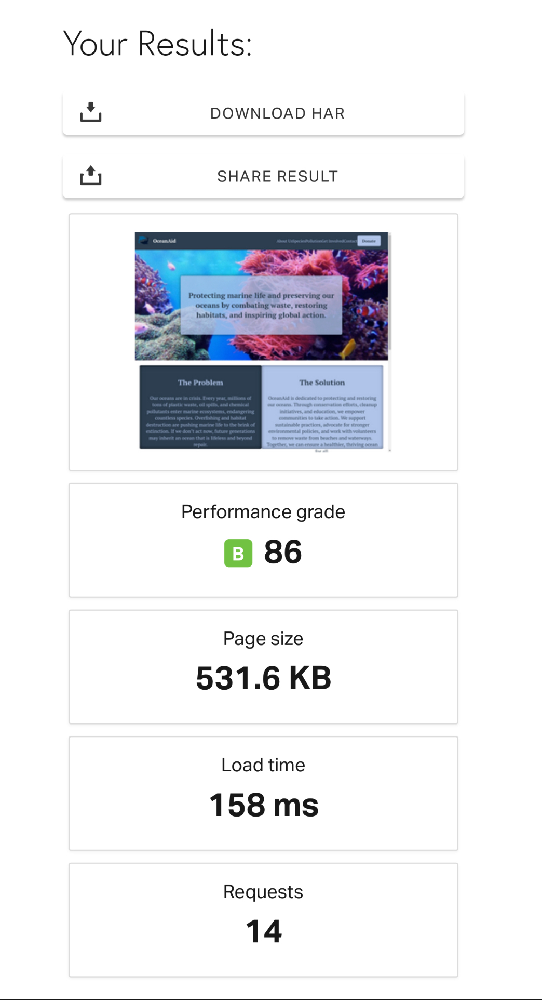 Your Results:
DOWNLOAD HAR
SHARE RESULT
OceanAid
About UsSpeciesPollutionGet InvolvedContact
Donate
Protecting marine life and preserving our
oceans by combating waste, restoring
habitats, and inspiring global action.
The Problem
Our oceans are in crisis. Every year, millions of
tons of plastic waste, oil spills, and chemical
pollutants enter marine ecosystems, endangering
countless species. Overfishing and habitat
destruction are pushing marine life to the brink of
extinction. If we don't act now, future generations
may inherit an ocean that is lifeless and beyond
repair.
The Solution
OceanAid is dedicated to protecting and restoring
our oceans. Through conservation efforts, cleanup
initiatives, and education, we empower
communities to take action. We support
sustainable practices, advocate for stronger
environmental policies, and work with volunteers
to remove waste from beaches and waterways.
Together, we can ensure a healthier, thriving ocean
for all.
Performance grade
B 86
Page size
531.6 KB
Load time
158 ms
Requests
14